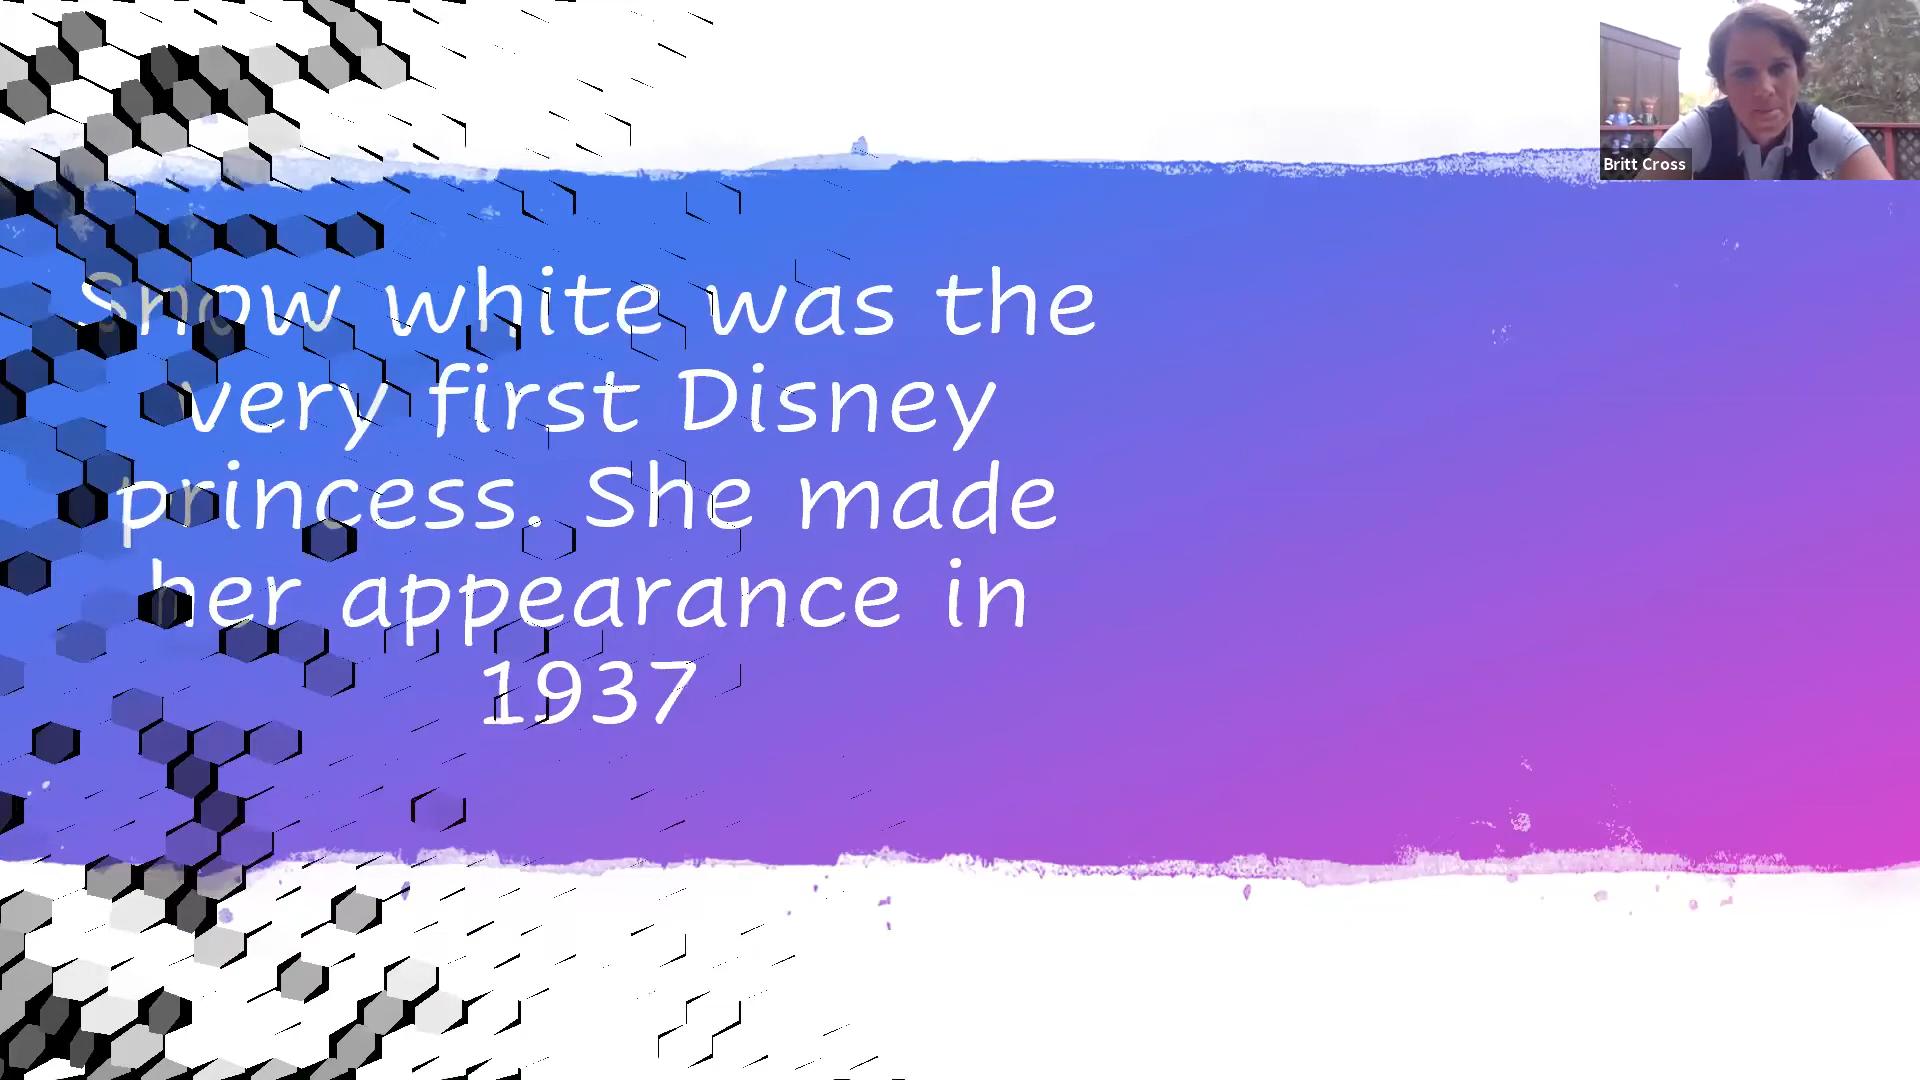 Snow white was the
very first Disney
princess. She made
her appearance in
1937
Britt Cross